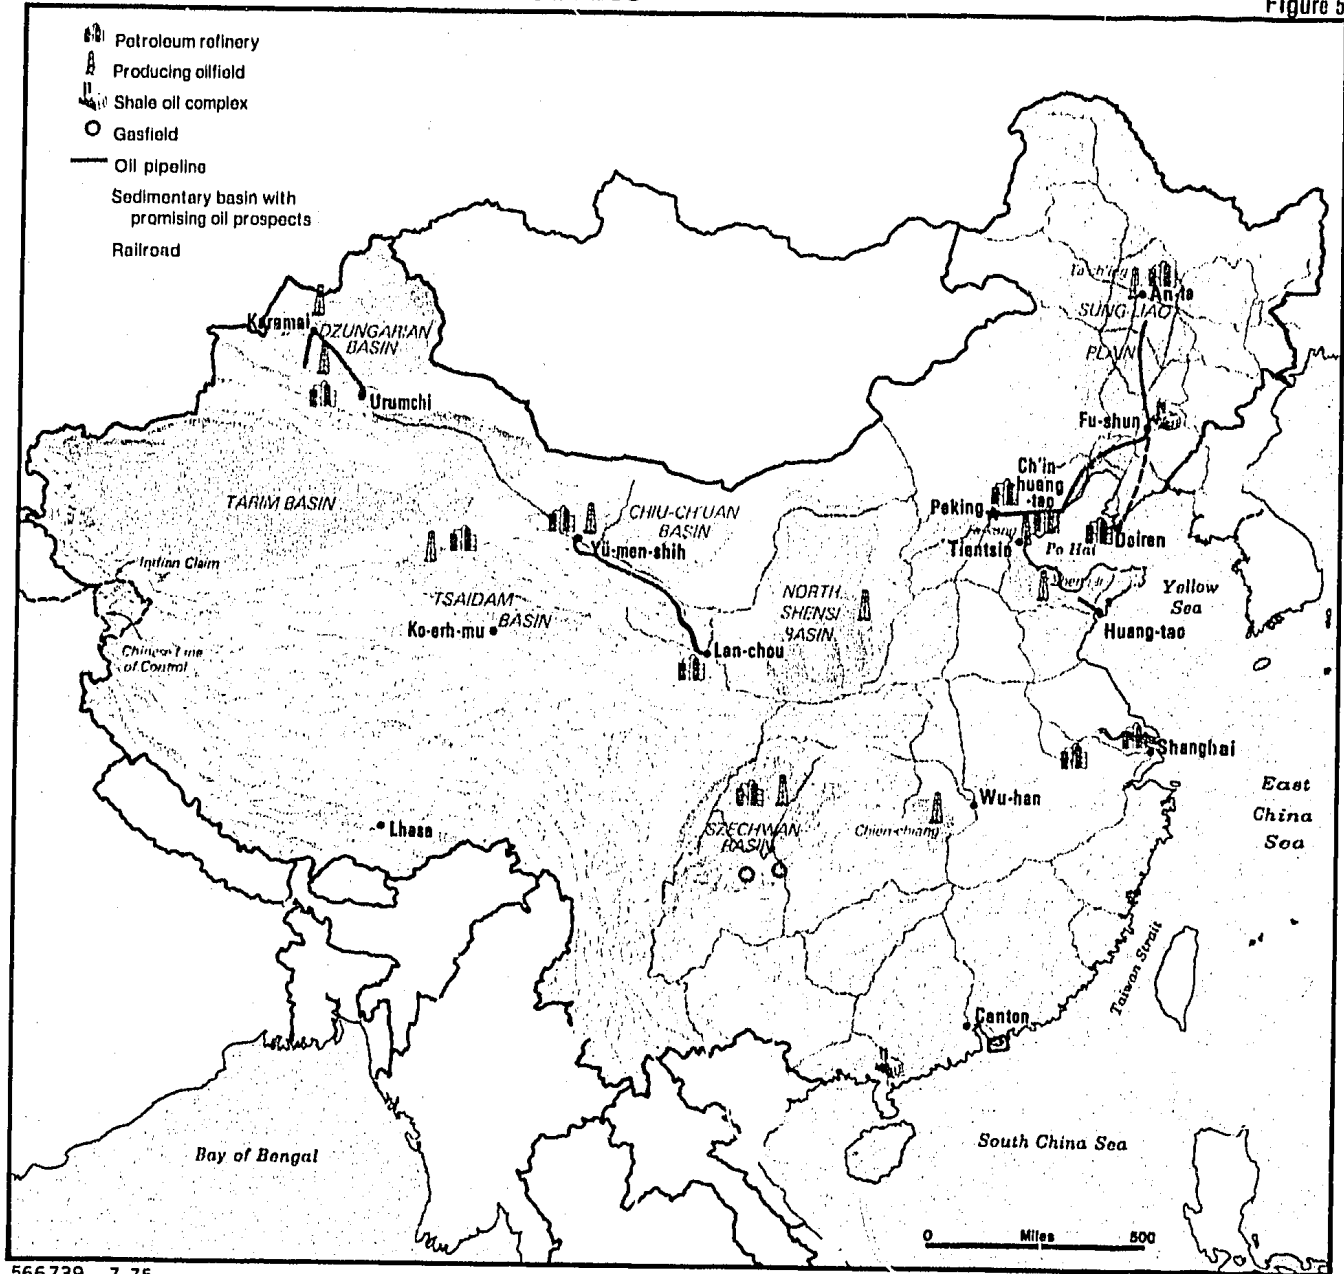 Figure 5
Petroleum refinery
Producing oilfield
Shale oil complex
Gasfield
Oil pipeline
Sedimentary basin with
promising oil prospects
Railroad
An-ta
SUNG LIAO
PLAIN
Karamai
DZUNGARIAN
BASIN
Urumchi
Fu-shun
Ch'in-
huang
-tao
Peking
TARIM BASIN
CHIU-CH'UAN
BASIN
Yü-men-shih
Tientsin
Po Hai
Dairen
Indian Claim
Yellow
Sea
TSAIDAM
BASIN
Ko-erh-mu
NORTH
SHENSI
BASIN
Huang-tao
Chinese Line
of Control
Lan-chou
Shanghai
Wu-han
East
China
Sea
Lhasa
SZECHWAN
BASIN
Taiwan Strait
Canton
Bay of Bengal
South China Sea
0 Miles 500
566739 7-75